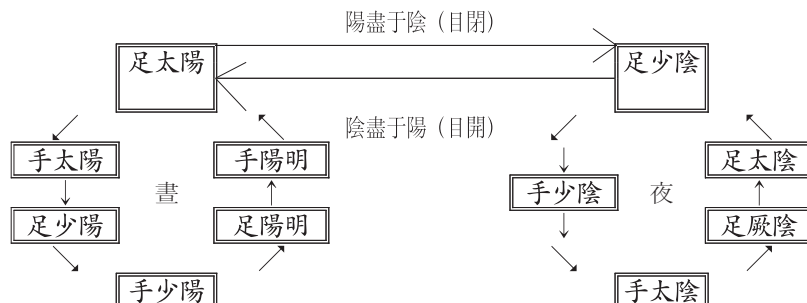 陽盡于陰（目閉）
足太陽
足少陰
陰盡于陽（目開）
手太陽
手陽明
足太陰
晝
手少陰
夜
足少陽
足陽明
足厥陰
手少陽
手太陰